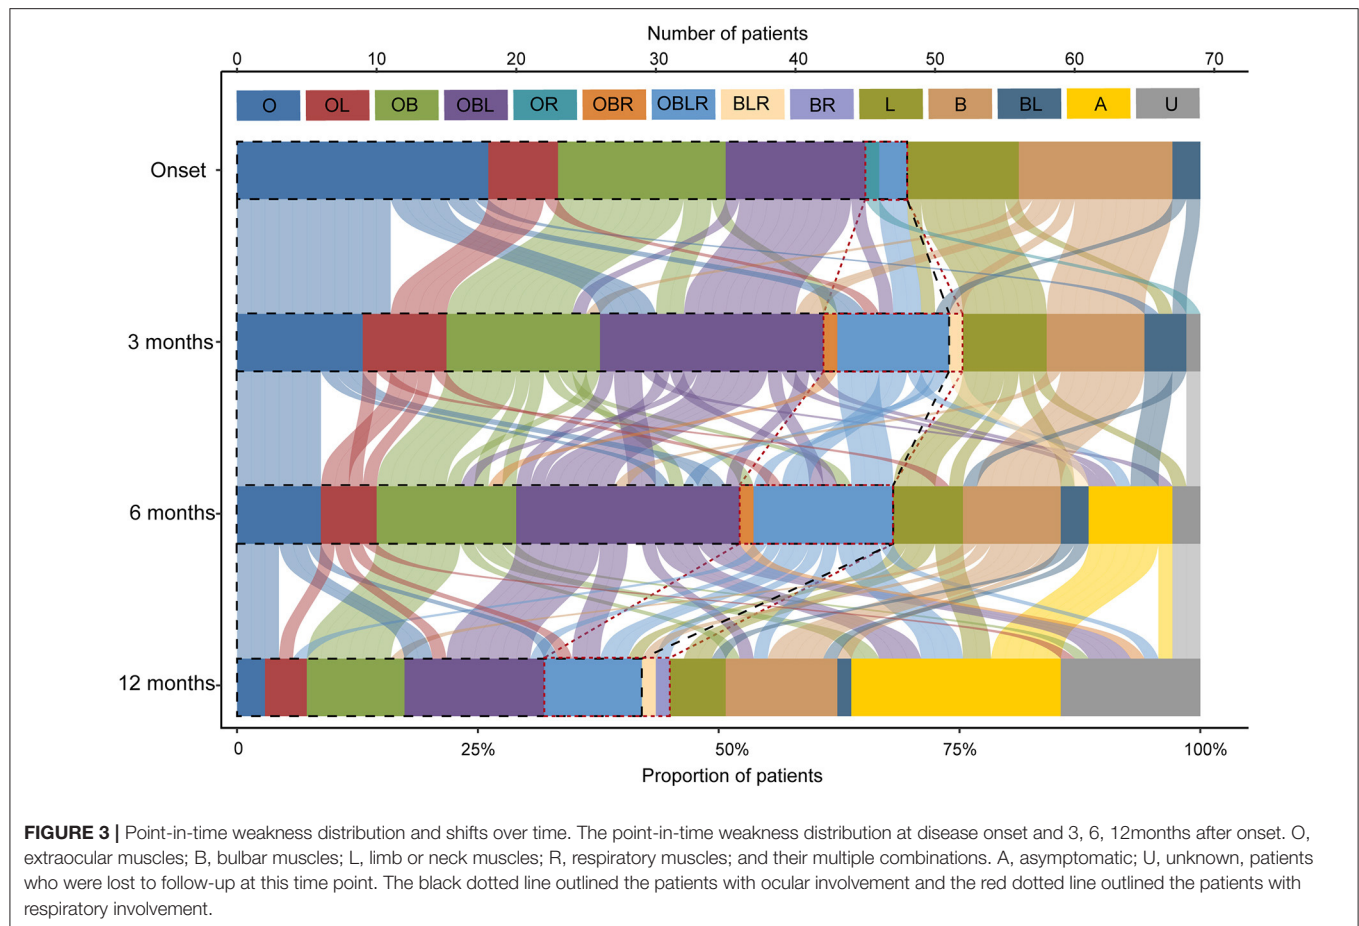 Number of patients
0 10 20 30 40 50 60 70
O OL OB OBL OR OBR OBLR BLR BR L B BL A U
Onset
3 months
6 months
12 months
0 25% 50% 75% 100%
Proportion of patients
FIGURE 3 | Point-in-time weakness distribution and shifts over time. The point-in-time weakness distribution at disease onset and 3, 6, 12months after onset. O,
extraocular muscles; B, bulbar muscles; L, limb or neck muscles; R, respiratory muscles; and their multiple combinations. A, asymptomatic; U, unknown, patients
who were lost to follow-up at this time point. The black dotted line outlined the patients with ocular involvement and the red dotted line outlined the patients with
respiratory involvement.